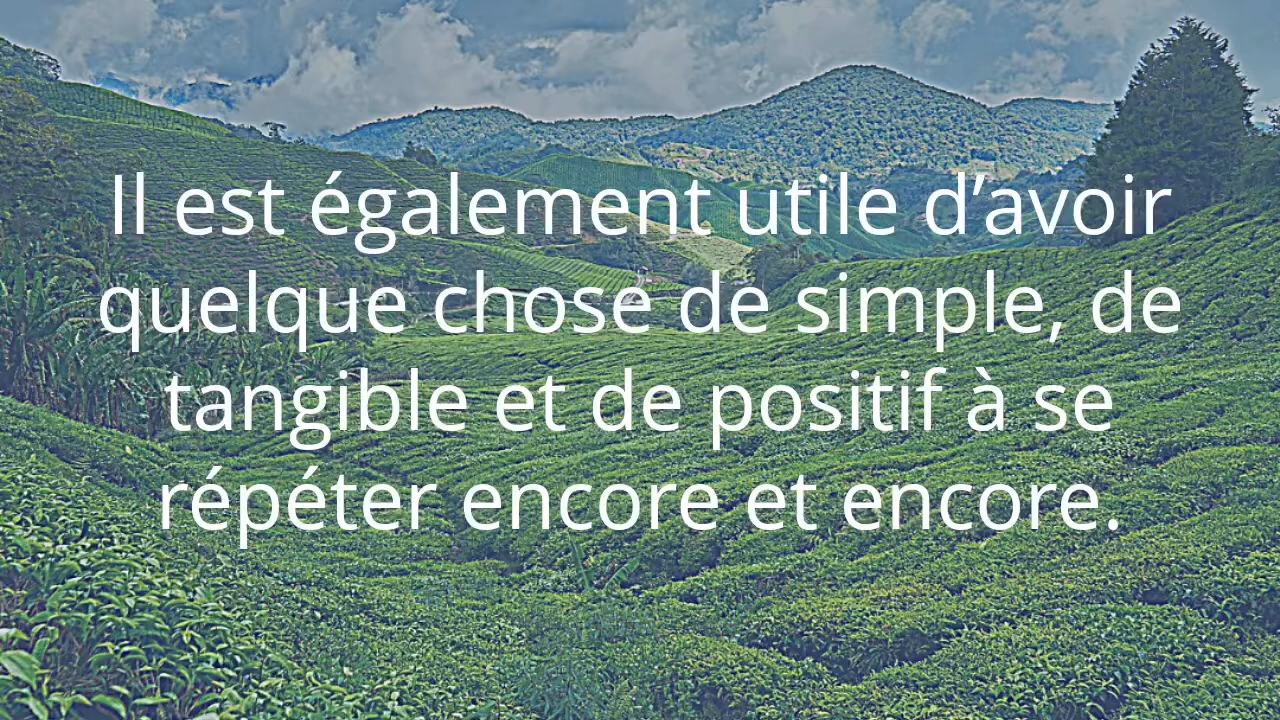 Il est également utile d’avoir
quelque chose de simple, de
tangible et de positif à se
répéter encore et encore.